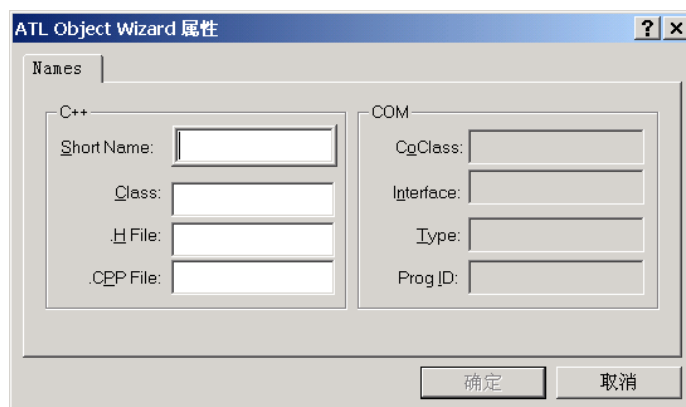 ATL Object Wizard 属性
Names
C++
Short Name:
Class:
.H File:
.CPP File:
COM
CoClass:
Interface:
Type:
Prog ID:
确定
取消